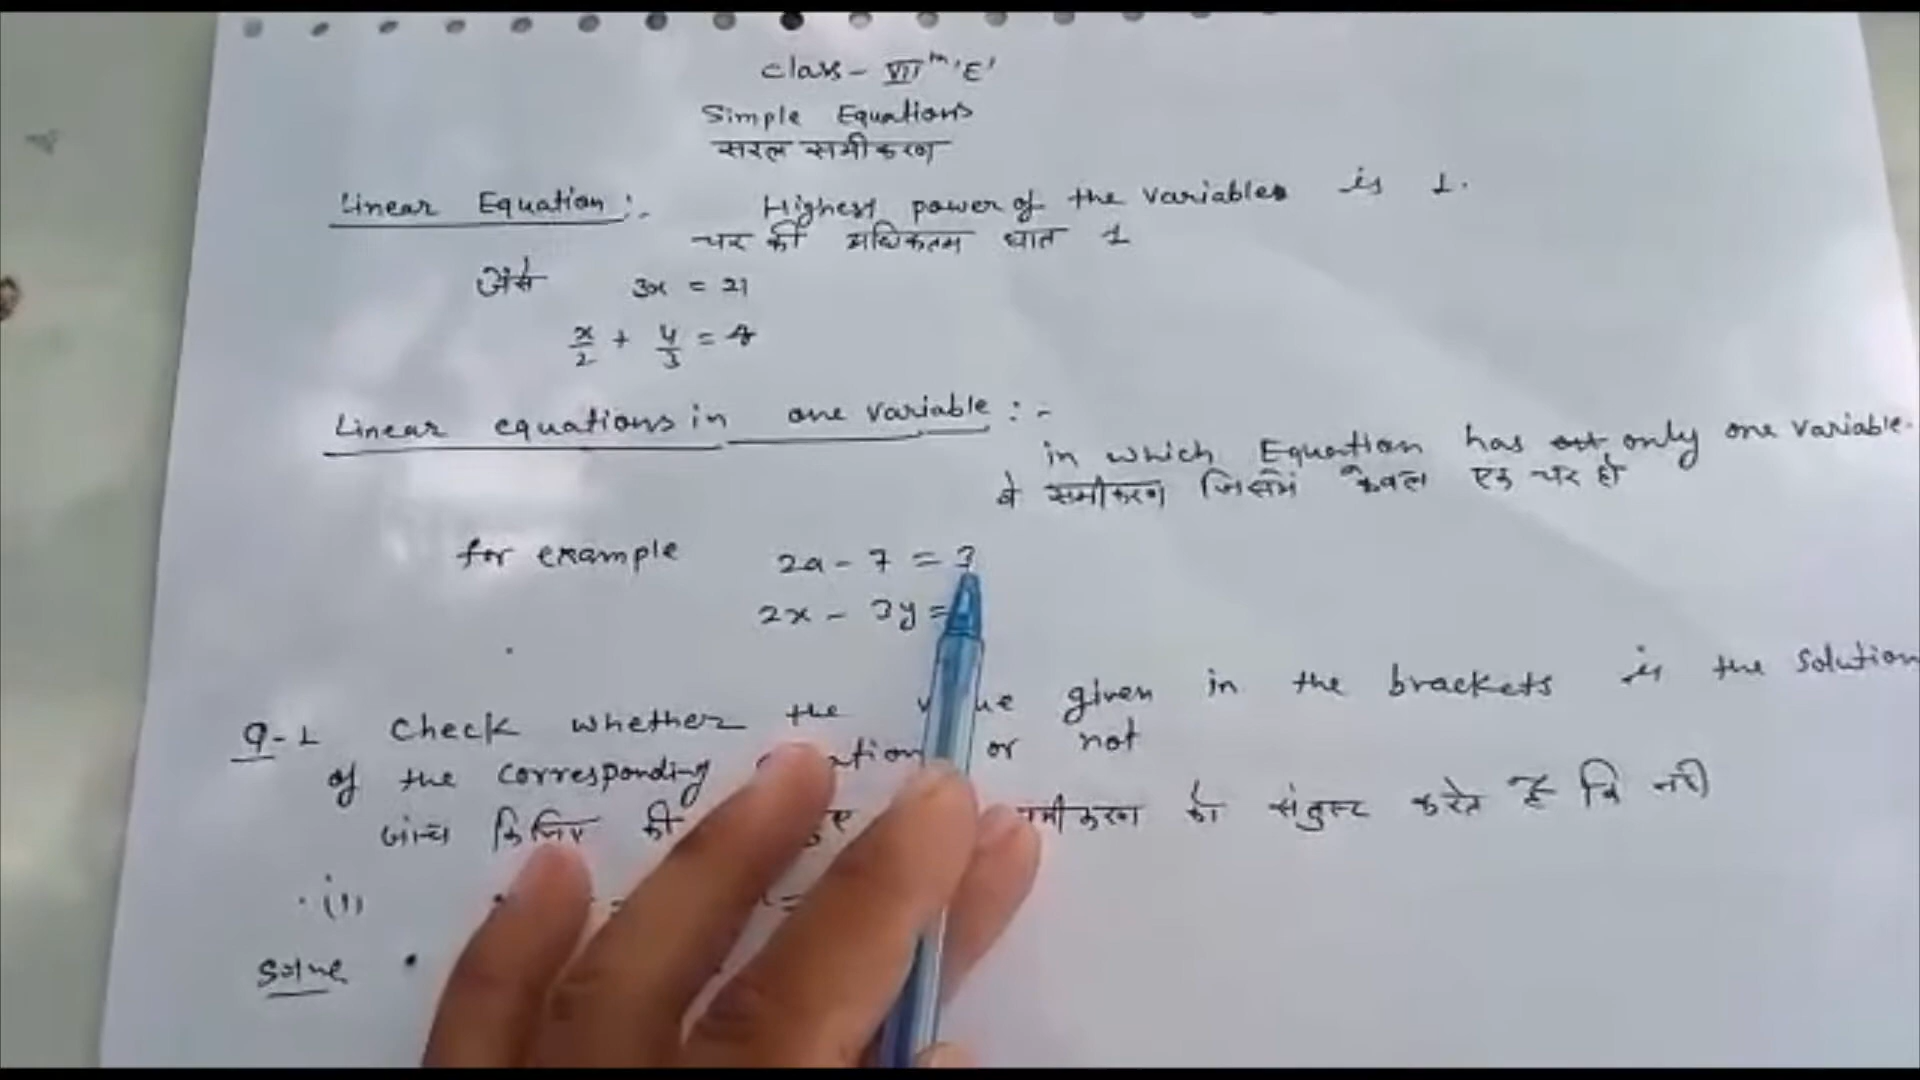 Class - VII th 'E'
Simple Equations
सरल समीकरण
Linear Equation :- Highest power of the variables is 1.
चर की अधिकतम घात 1
जैसे 3x = 21
x/2 + y/3 = 4
Linear equations in one variable :-
in which Equation has only one variable.
वे समीकरण जिसमें केवल एक चर हो
for example 2a - 7 = 3
2x - 3y =
Q-1 Check whether the given in the brackets is the solution
of the corresponding or not
जांच किजिए की को संतुस्ट करते है कि नही
(i)
Solve